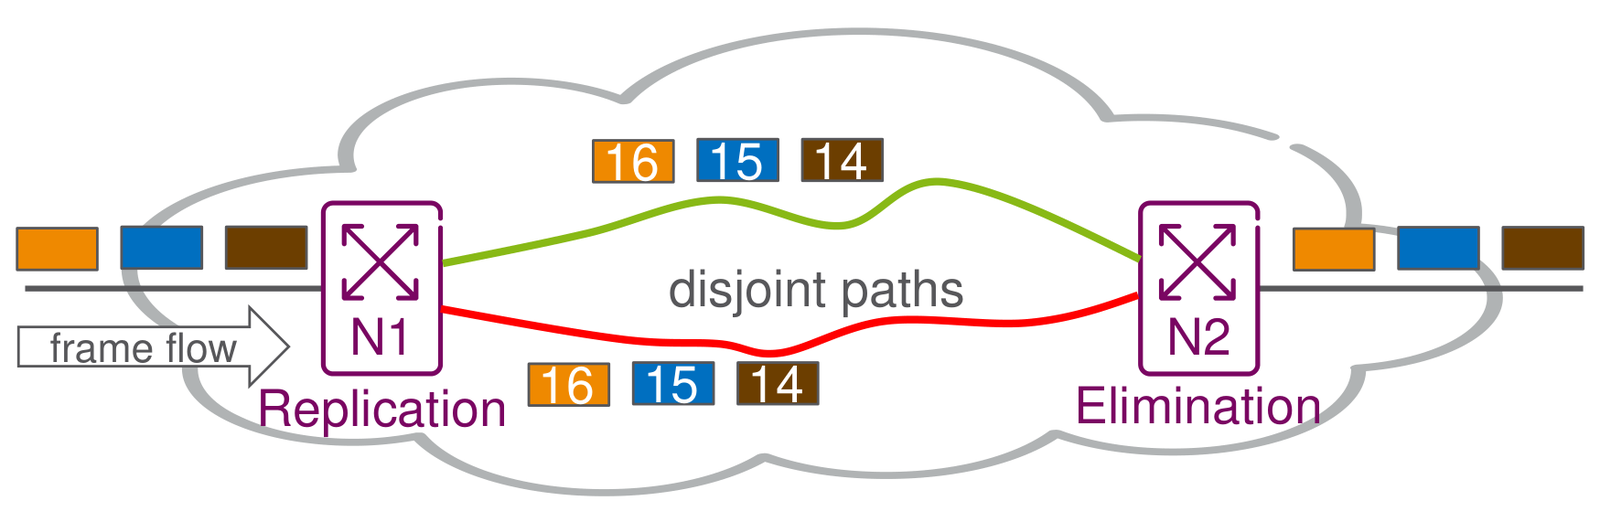 16 15 14
N1
frame flow
Replication
disjoint paths
16 15 14
N2
Elimination